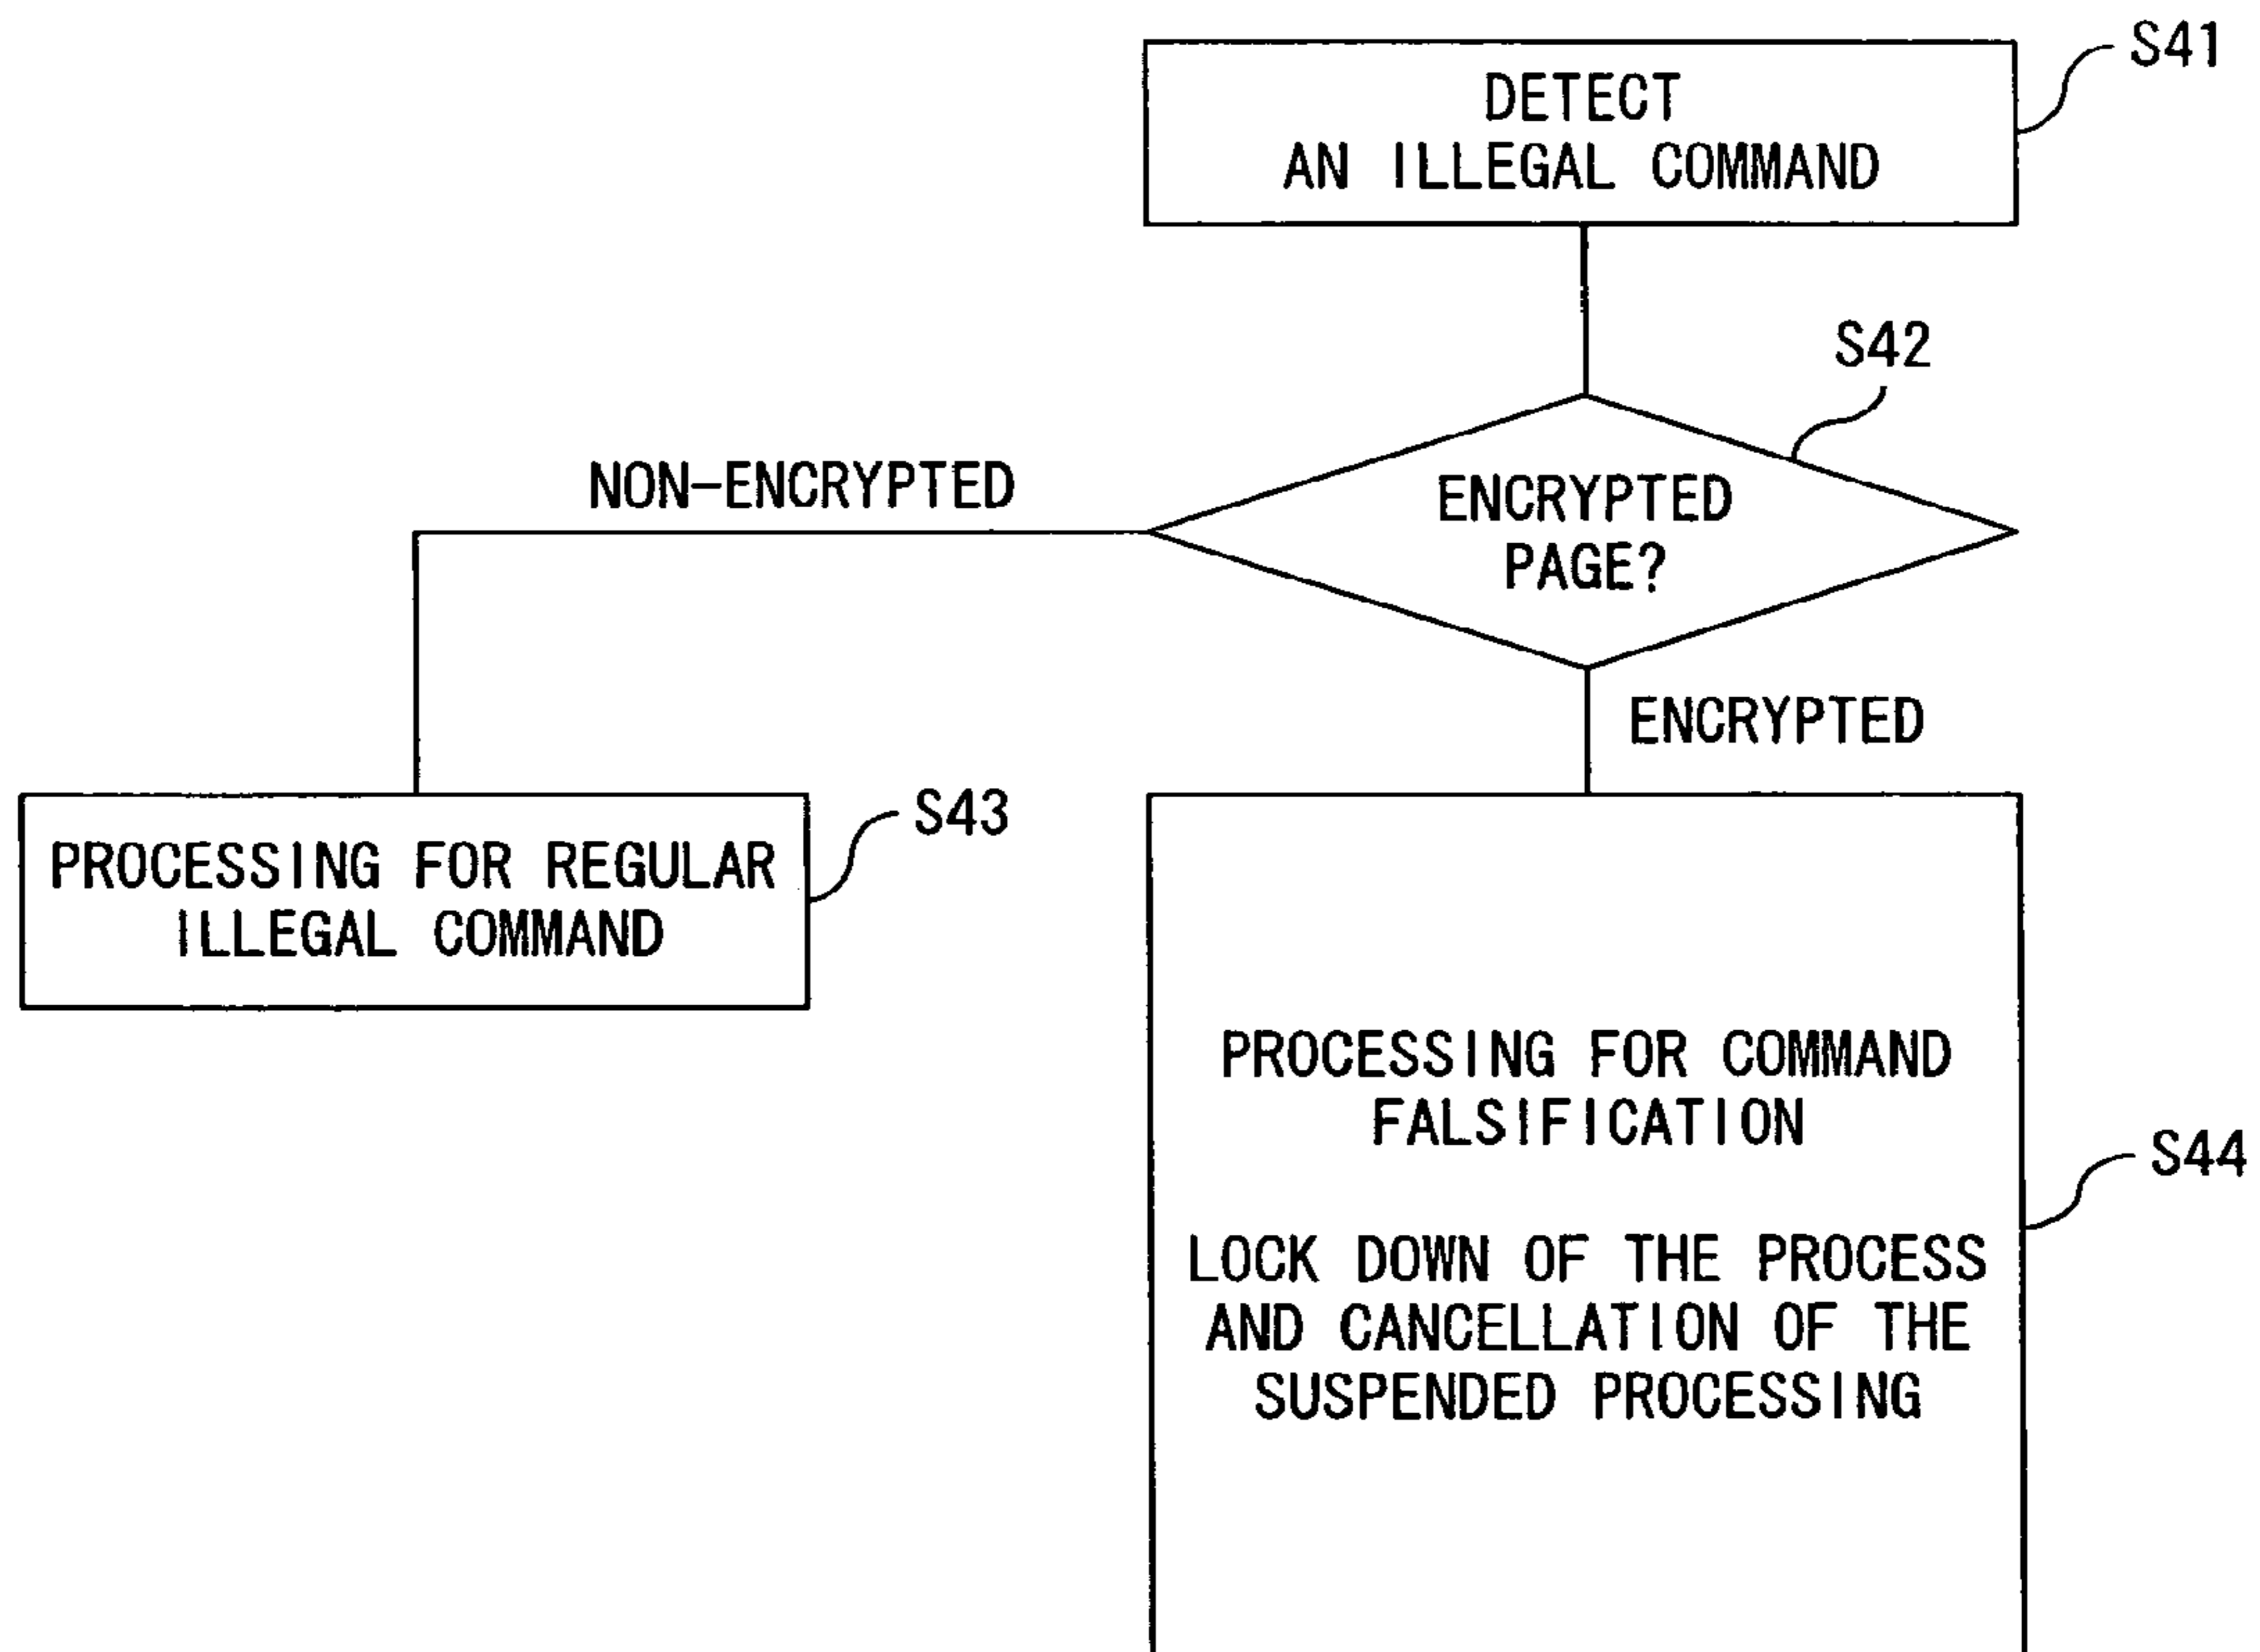 S41
DETECT
AN ILLEGAL COMMAND
S42
NON-ENCRYPTED
ENCRYPTED
PAGE?
ENCRYPTED
S43
PROCESSING FOR REGULAR
ILLEGAL COMMAND
PROCESSING FOR COMMAND
FALSIFICATION
S44
LOCK DOWN OF THE PROCESS
AND CANCELLATION OF THE
SUSPENDED PROCESSING